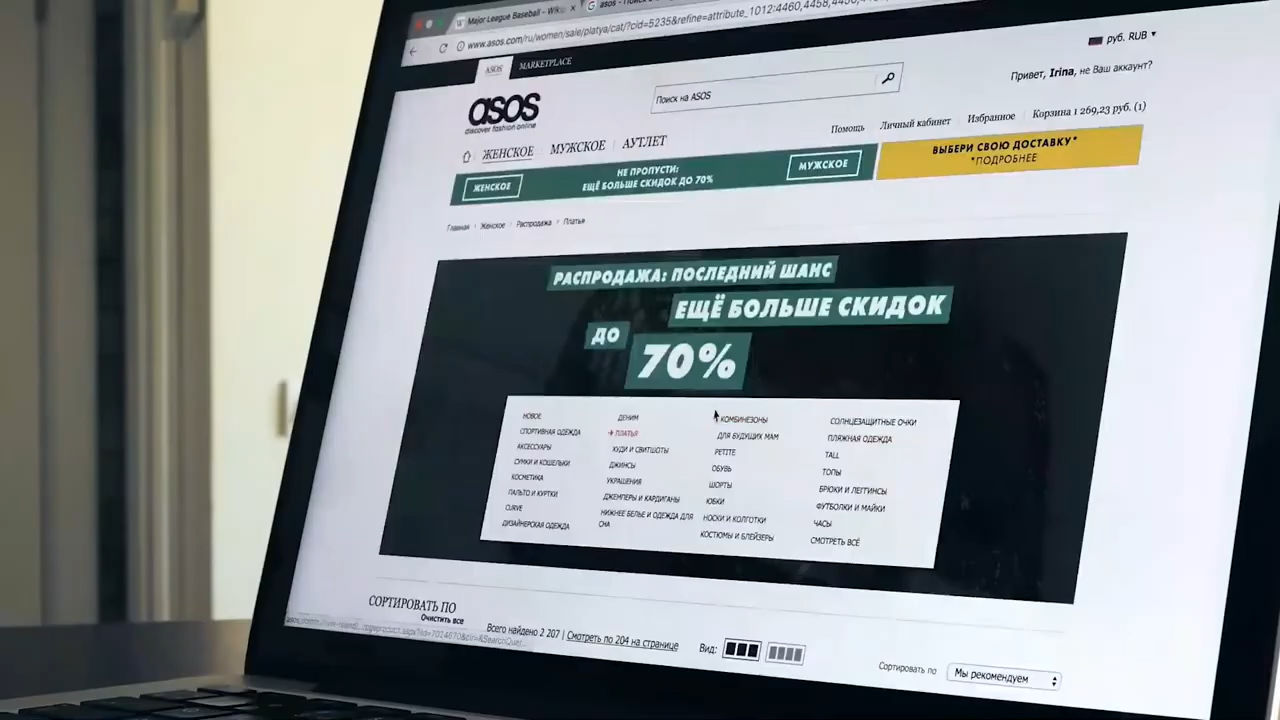 Major League Baseball - Wiki
asos - Поиск
www.asos.com/ru/women/sale/platya/cat/?cid=5235&refine=attribute_1012:4460,4458,4456,
ASOS
MARKETPLACE
руб. RUB
asos
discover fashion online
Поиск на ASOS
Привет, Irina, не Ваш аккаунт?
Помощь Личный кабинет Избранное Корзина 1 269,23 руб. (1)
ЖЕНСКОЕ МУЖСКОЕ АУТЛЕТ
ЖЕНСКОЕ
НЕ ПРОПУСТИ:
ЕЩЁ БОЛЬШЕ СКИДОК ДО 70%
МУЖСКОЕ
ВЫБЕРИ СВОЮ ДОСТАВКУ*
*ПОДРОБНЕЕ
Главная Женское Распродажа Платья
РАСПРОДАЖА: ПОСЛЕДНИЙ ШАНС
ЕЩЁ БОЛЬШЕ СКИДОК
ДО
70%
НОВОЕ
СПОРТИВНАЯ ОДЕЖДА
АКСЕССУАРЫ
СУМКИ И КОШЕЛЬКИ
КОСМЕТИКА
ПАЛЬТО И КУРТКИ
CURVE
ДИЗАЙНЕРСКАЯ ОДЕЖДА
ДЕНИМ
ПЛАТЬЯ
ХУДИ И СВИТШОТЫ
ДЖИНСЫ
УКРАШЕНИЯ
ДЖЕМПЕРЫ И КАРДИГАНЫ
НИЖНЕЕ БЕЛЬЕ И ОДЕЖДА ДЛЯ
СНА
КОМБИНЕЗОНЫ
ДЛЯ БУДУЩИХ МАМ
PETITE
ОБУВЬ
ШОРТЫ
ЮБКИ
НОСКИ И КОЛГОТКИ
КОСТЮМЫ И БЛЕЙЗЕРЫ
СОЛНЦЕЗАЩИТНЫЕ ОЧКИ
ПЛЯЖНАЯ ОДЕЖДА
TALL
ТОПЫ
БРЮКИ И ЛЕГГИНСЫ
ФУТБОЛКИ И МАЙКИ
ЧАСЫ
СМОТРЕТЬ ВСЁ
СОРТИРОВАТЬ ПО
Очистить все
Всего найдено 2 207 | Смотреть по 204 на странице
Вид:
Сортировать по
Мы рекомендуем